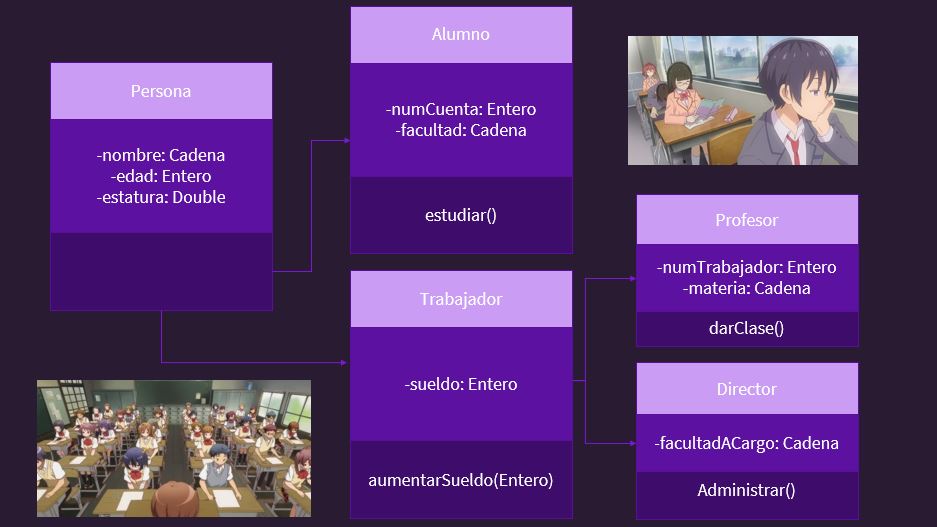 Persona
-nombre: Cadena
-edad: Entero
-estatura: Double
Alumno
-numCuenta: Entero
-facultad: Cadena
estudiar()
Trabajador
-sueldo: Entero
aumentarSueldo(Entero)
Profesor
-numTrabajador: Entero
-materia: Cadena
darClase()
Director
-facultadACargo: Cadena
Administrar()